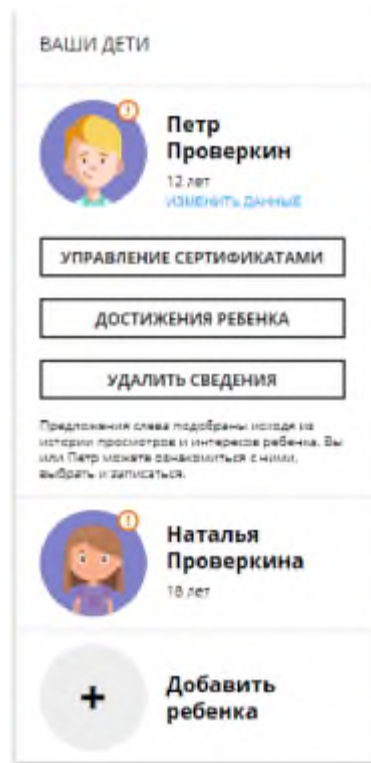 ВАШИ ДЕТИ
!
Петр
Проверкин
12 лет
ИЗМЕНИТЬ ДАННЫЕ
УПРАВЛЕНИЕ СЕРТИФИКАТАМИ
ДОСТИЖЕНИЯ РЕБЕНКА
УДАЛИТЬ СВЕДЕНИЯ
Предложения слева подобраны исходя из
истории просмотров и интересов ребенка. Вы
или Петр можете ознакомиться с ними,
выбрать и записаться.
!
Наталья
Проверкина
18 лет
+
Добавить
ребенка